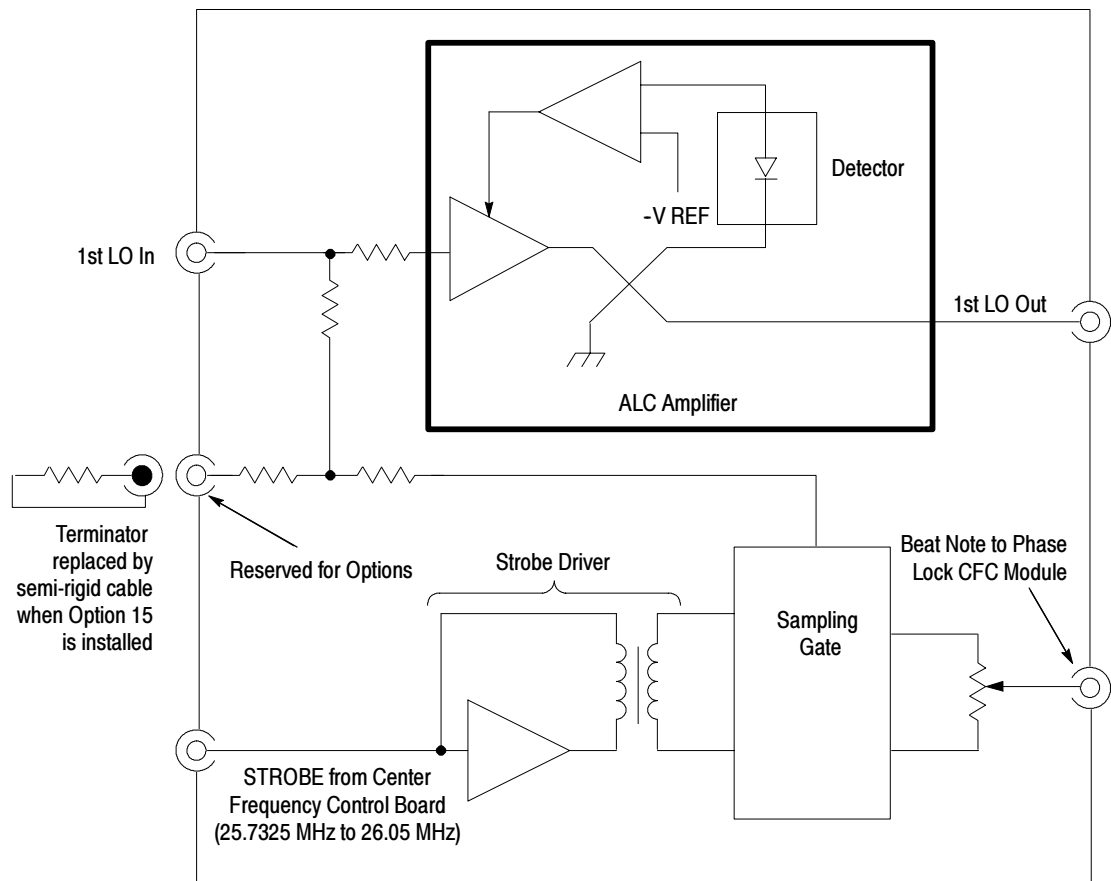 Detector
-V REF
1st LO In
1st LO Out
ALC Amplifier
Terminator
replaced by
semi-rigid cable
when Option 15
is installed
Reserved for Options
Strobe Driver
Beat Note to Phase
Lock CFC Module
Sampling
Gate
STROBE from Center
Frequency Control Board
(25.7325 MHz to 26.05 MHz)